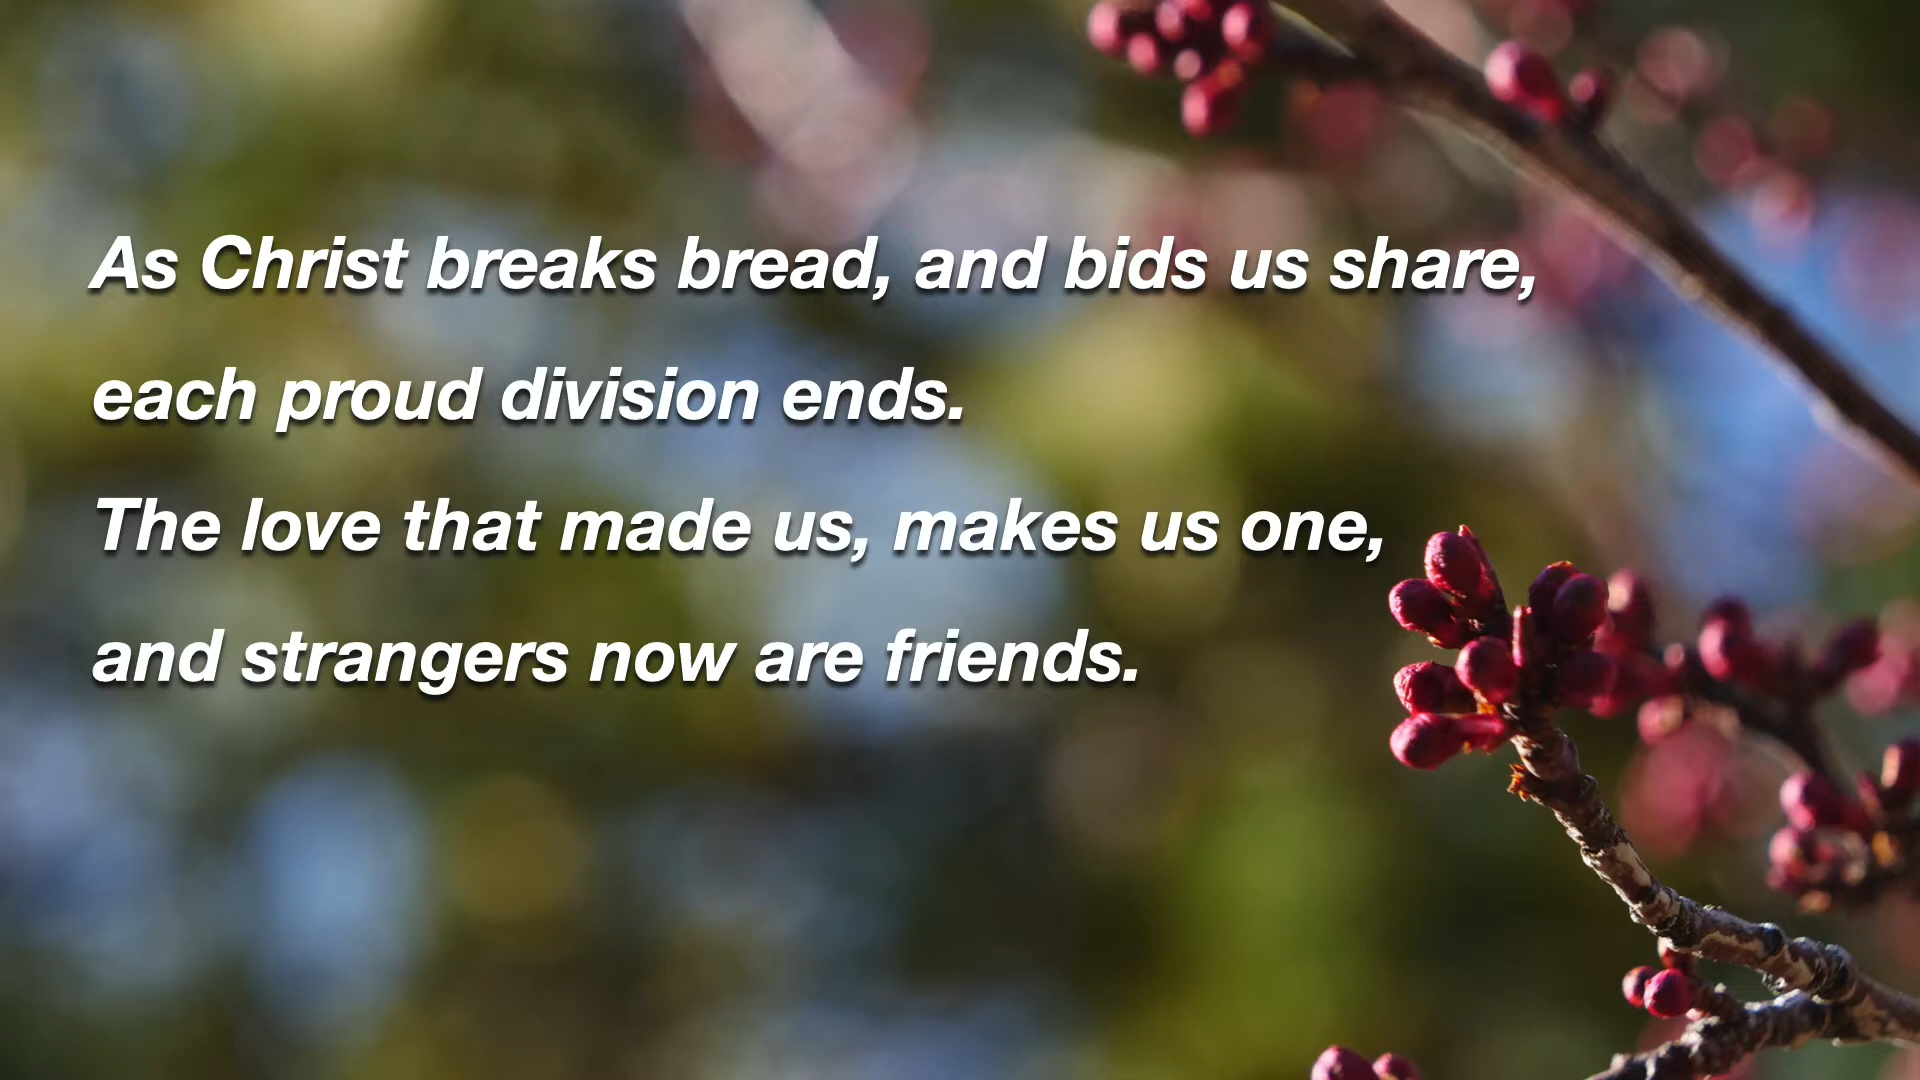 As Christ breaks bread, and bids us share,
each proud division ends.
The love that made us, makes us one,
and strangers now are friends.